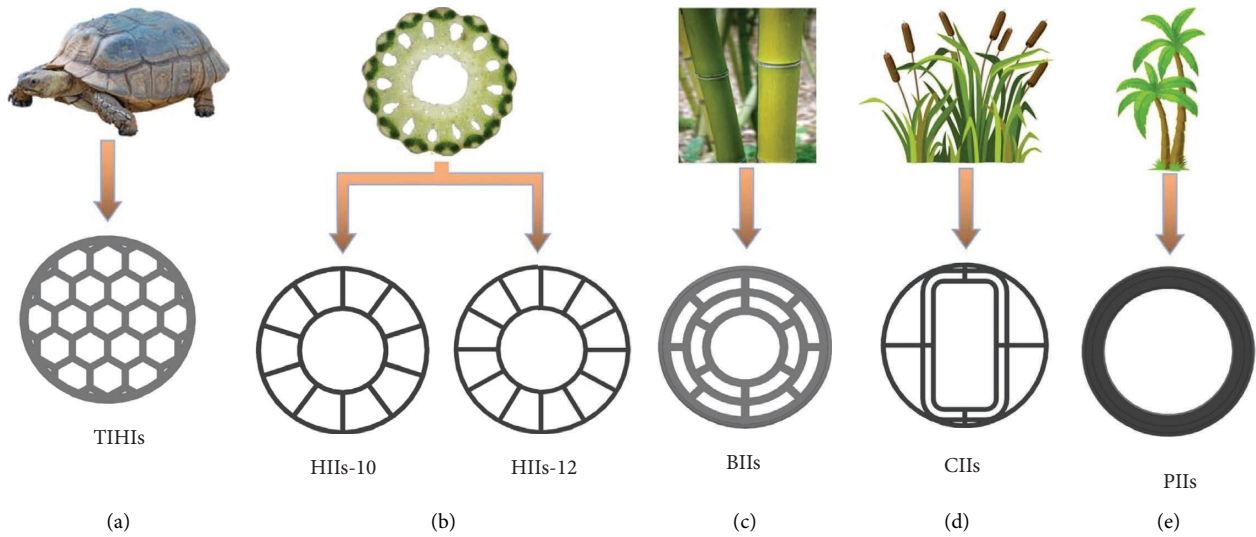 TIHIs
HIIs-10
HIIs-12
BIIs
CIIs
PIIs
(a)
(b)
(c)
(d)
(e)